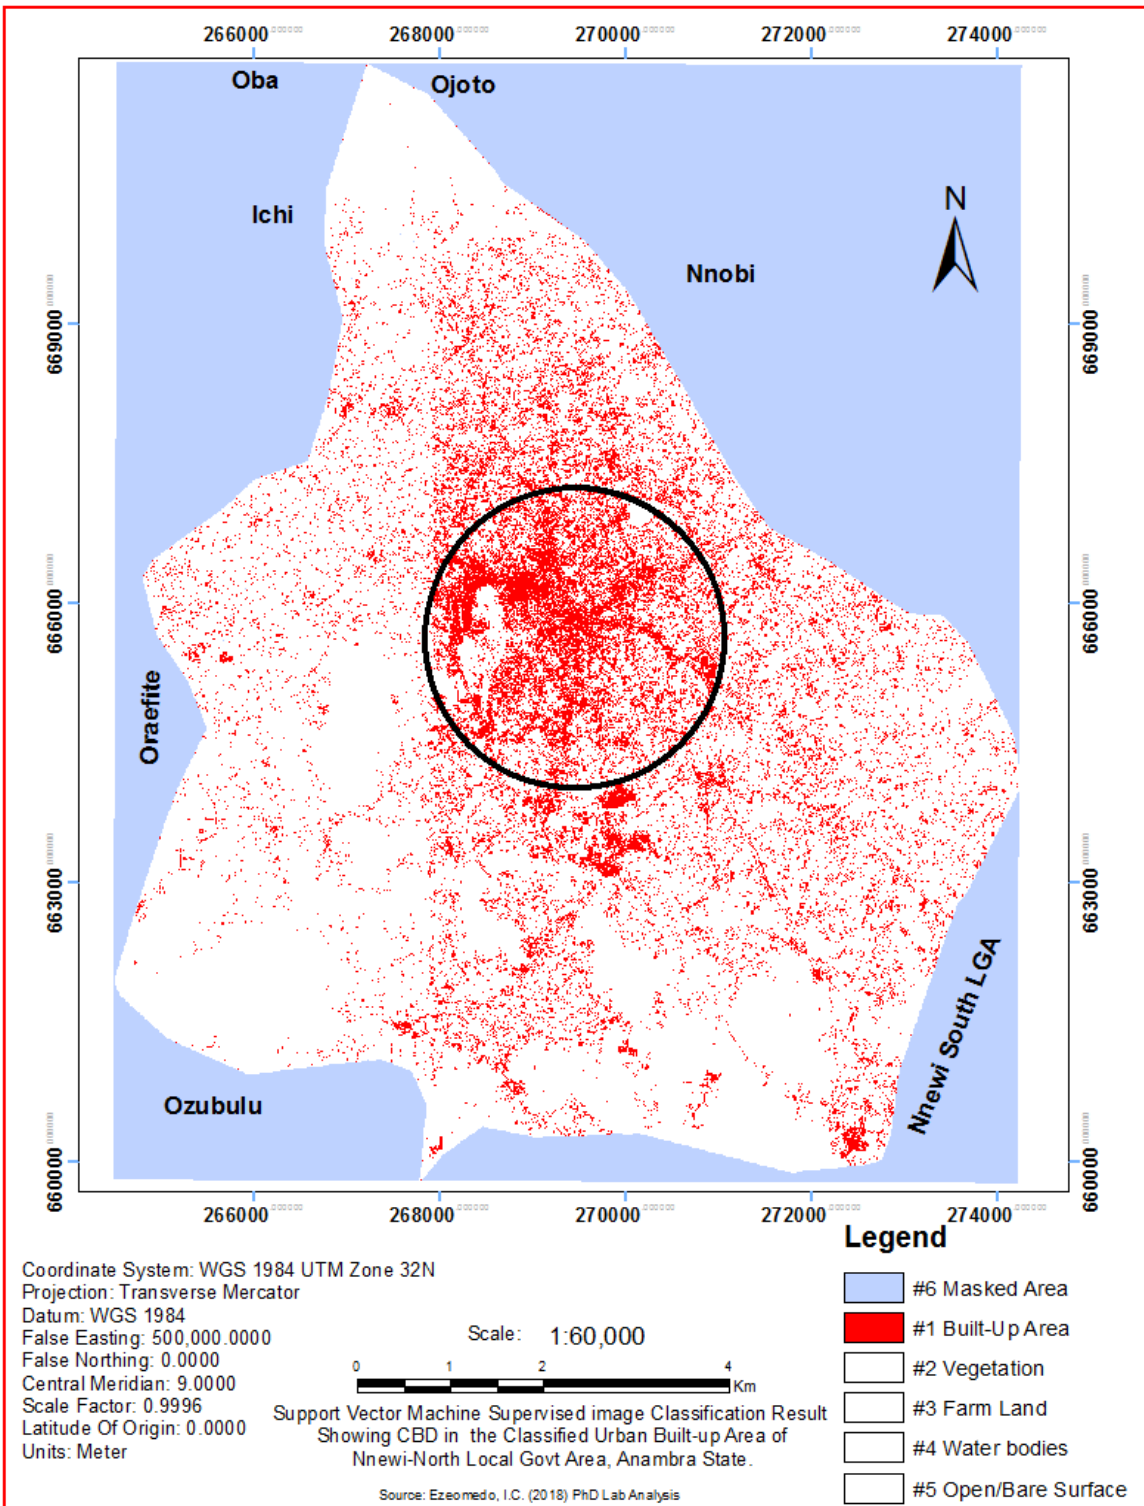 266000 268000 270000 272000 274000
Oba
Ojoto
Ichi
N
Nnobi
669000
669000
666000
666000
Oraefite
663000
663000
Nnewi South LGA
Ozubulu
660000
660000
266000 268000 270000 272000 274000
Legend
#6 Masked Area
#1 Built-Up Area
#2 Vegetation
#3 Farm Land
#4 Water bodies
#5 Open/Bare Surface
Coordinate System: WGS 1984 UTM Zone 32N
Projection: Transverse Mercator
Datum: WGS 1984
False Easting: 500,000.0000
False Northing: 0.0000
Central Meridian: 9.0000
Scale Factor: 0.9996
Latitude Of Origin: 0.0000
Units: Meter
Scale: 1:60,000
0 1 2 4
Km
Support Vector Machine Supervised image Classification Result
Showing CBD in the Classified Urban Built-up Area of
Nnewi-North Local Govt Area, Anambra State.
Source: Ezeomedo, I.C. (2018) PhD Lab Analysis